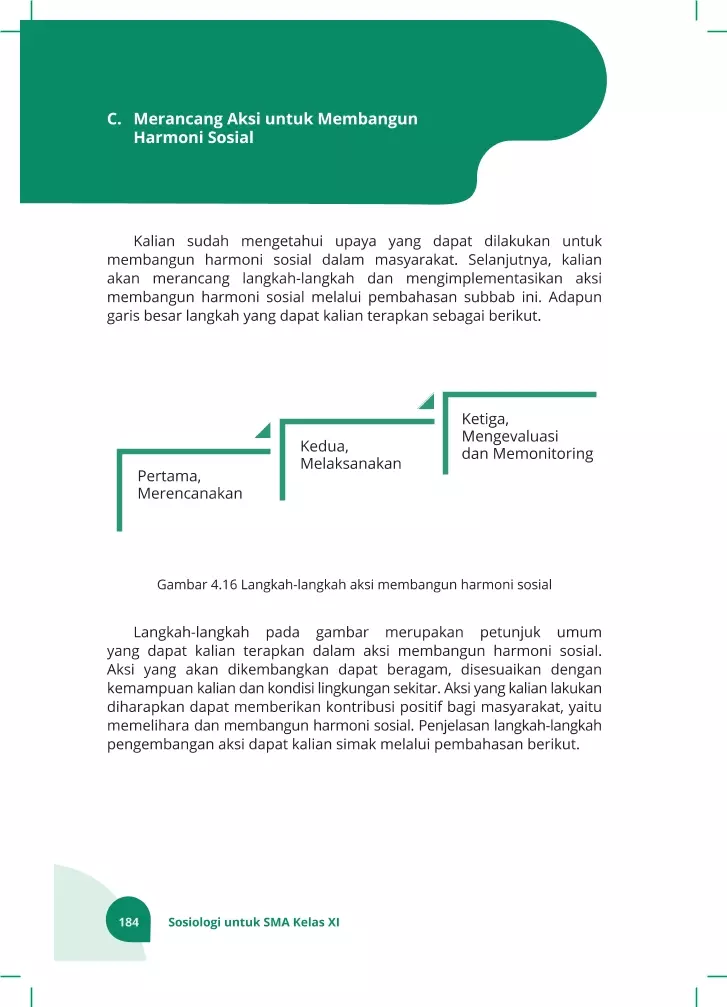 C. Merancang Aksi untuk Membangun
Harmoni Sosial
Kalian sudah mengetahui upaya yang dapat dilakukan untuk
membangun harmoni sosial dalam masyarakat. Selanjutnya, kalian
akan merancang langkah-langkah dan mengimplementasikan aksi
membangun harmoni sosial melalui pembahasan subbab ini. Adapun
garis besar langkah yang dapat kalian terapkan sebagai berikut.
Pertama,
Merencanakan
Kedua,
Melaksanakan
Ketiga,
Mengevaluasi
dan Memonitoring
Gambar 4.16 Langkah-langkah aksi membangun harmoni sosial
Langkah-langkah pada gambar merupakan petunjuk umum
yang dapat kalian terapkan dalam aksi membangun harmoni sosial.
Aksi yang akan dikembangkan dapat beragam, disesuaikan dengan
kemampuan kalian dan kondisi lingkungan sekitar. Aksi yang kalian lakukan
diharapkan dapat memberikan kontribusi positif bagi masyarakat, yaitu
memelihara dan membangun harmoni sosial. Penjelasan langkah-langkah
pengembangan aksi dapat kalian simak melalui pembahasan berikut.
184 Sosiologi untuk SMA Kelas XI